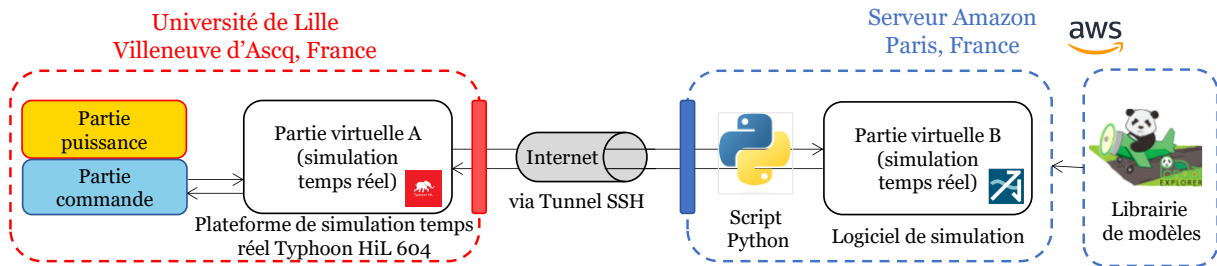 Université de Lille
Villeneuve d'Ascq, France
Serveur Amazon
Paris, France
aws
Partie
puissance
Partie
commande
Partie virtuelle A
(simulation
temps réel)
Plateforme de simulation temps
réel Typhoon HiL 604
Internet
via Tunnel SSH
Script
Python
Partie virtuelle B
(simulation
temps réel)
Logiciel de simulation
EXPLORER
Librairie
de modèles